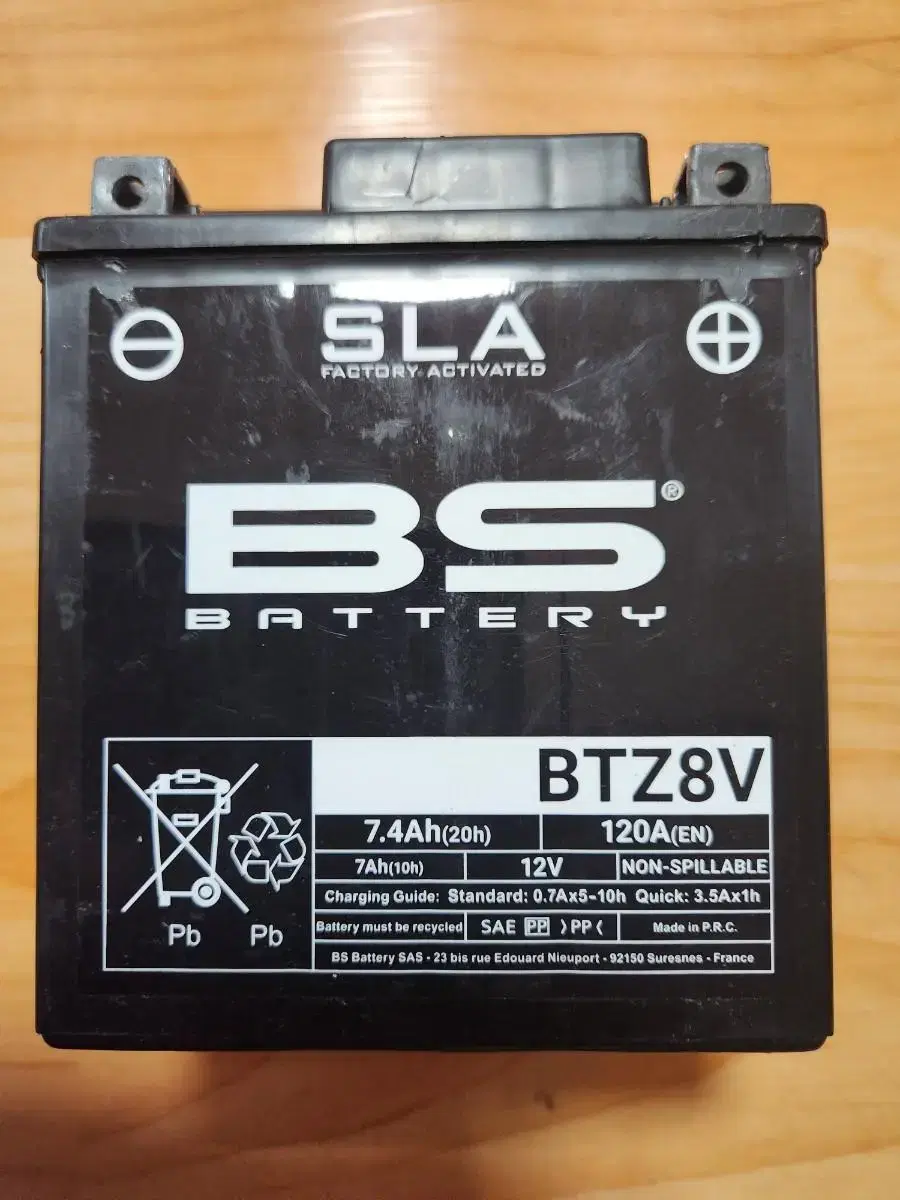 SLA
FACTORY ACTIVATED
BS®
BATTERY
BTZ8V
7.4Ah(20h) 120A(EN)
7Ah(10h) 12V NON-SPILLABLE
Charging Guide: Standard: 0.7Ax5-10h Quick: 3.5Ax1h
Battery must be recycled SAE PP >PP< Made in P.R.C.
BS Battery SAS - 23 bis rue Edouard Nieuport - 92150 Suresnes - France
Pb Pb